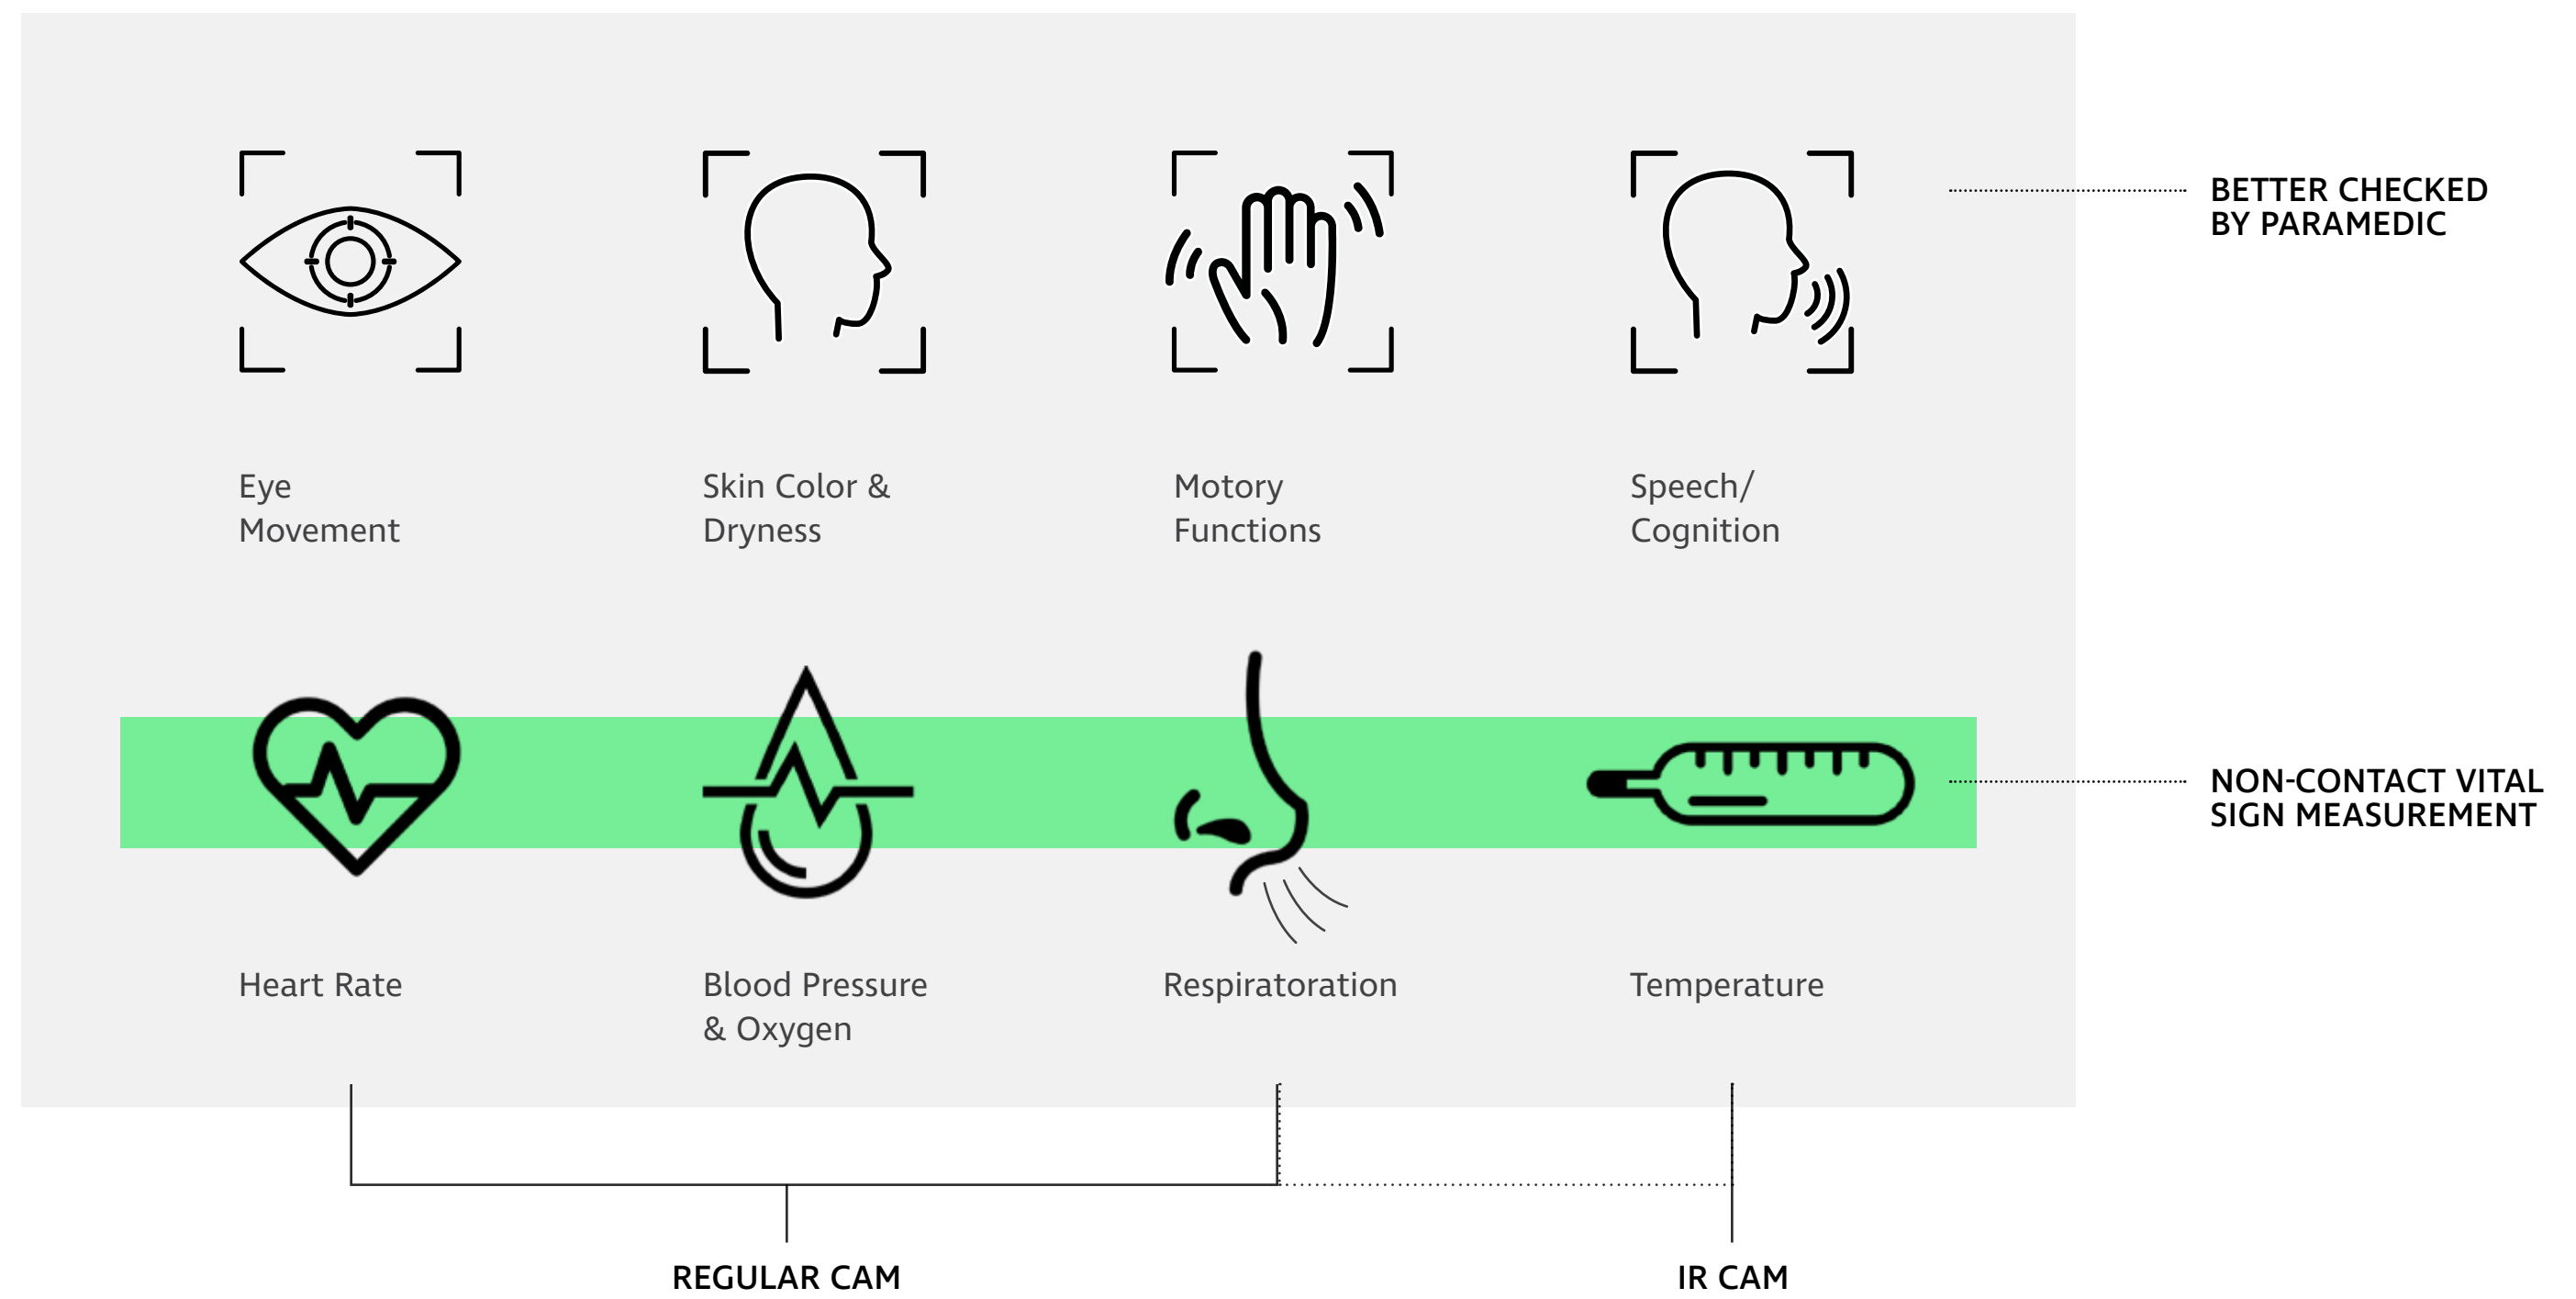 BETTER CHECKED
BY PARAMEDIC
Eye
Movement
Skin Color &
Dryness
Motory
Functions
Speech/
Cognition
NON-CONTACT VITAL
SIGN MEASUREMENT
Heart Rate
Blood Pressure
& Oxygen
Respiratoration
Temperature
REGULAR CAM
IR CAM